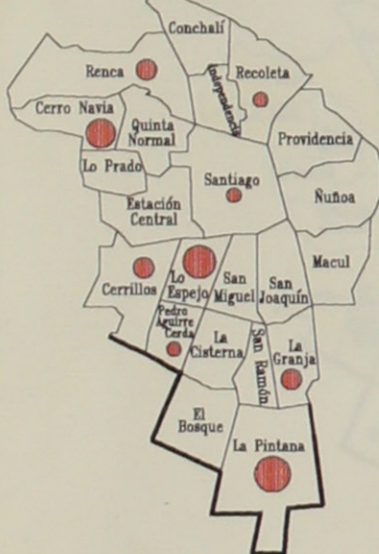 Conchalí
Renca
Recoleta
Independencia
Cerro Navia
Quinta
Normal
Providencia
Lo Prado
Santiago
Ñuñoa
Estación
Central
Macul
Cerrillos
Lo
Espejo
San
Miguel
San
Joaquín
Pedro
Aguirre
Cerda
La
Cisterna
San Ramón
La
Granja
El
Bosque
La Pintana